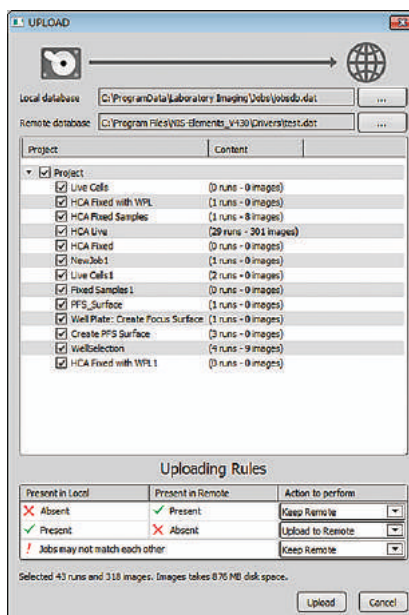 UPLOAD
Local database C:\ProgramData\Laboratory Imaging\Jobs\jobsdb.dat ...
Remote database C:\Program Files\NIS-Elements_V430\Drivers\test.dat ...
Project Content
Project
Live Cells (0 runs - 0 images)
HCA Fixed with WPL (1 runs - 0 images)
HCA Fixed Samples (1 runs - 8 images)
HCA Live (29 runs - 301 images)
HCA Fixed (0 runs - 0 images)
NewJob1 (1 runs - 0 images)
Live Cells1 (2 runs - 0 images)
Fixed Samples1 (0 runs - 0 images)
PFS_Surface (1 runs - 0 images)
Well Plate: Create Focus Surface (1 runs - 0 images)
Create PFS Surface (3 runs - 0 images)
WellSelection (4 runs - 9 images)
HCA Fixed with WPL1 (0 runs - 0 images)
Uploading Rules
Present in Local Present in Remote Action to perform
Absent Present Keep Remote
Present Absent Upload to Remote
! Jobs may not match each other Keep Remote
Selected 43 runs and 318 images. Images takes 876 MB disk space.
Upload Cancel